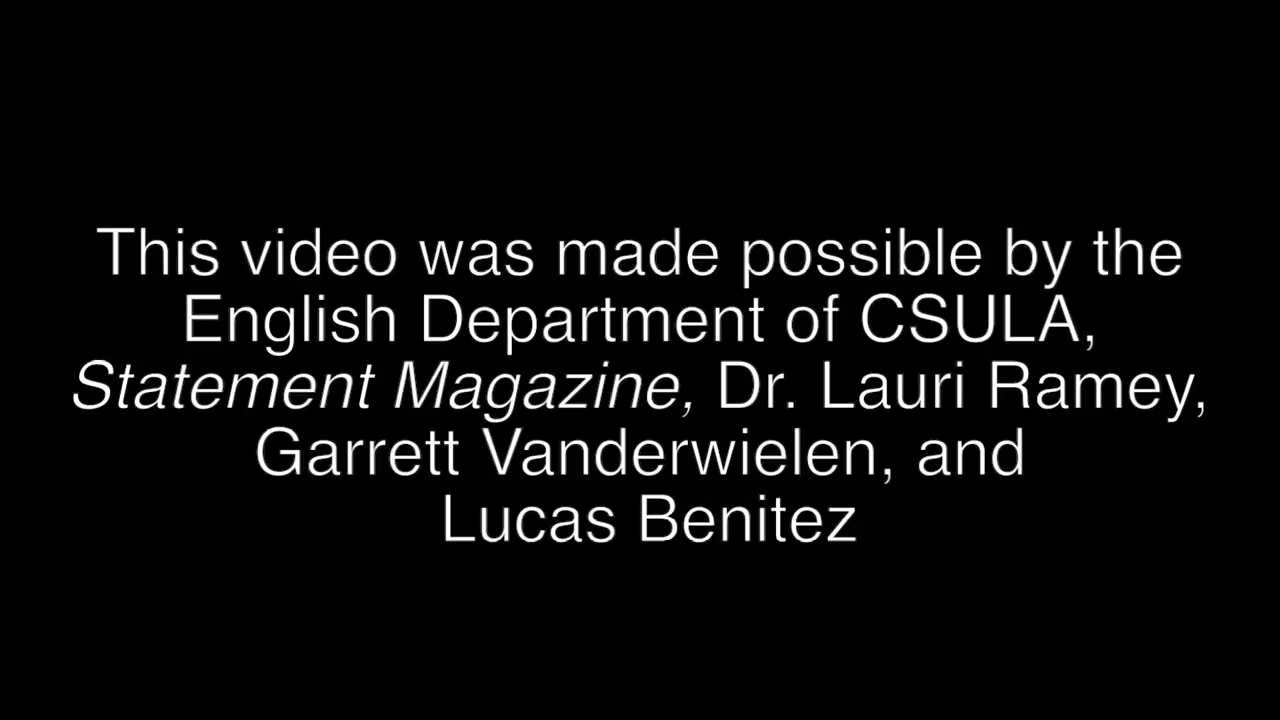 This video was made possible by the
English Department of CSULA,
Statement Magazine, Dr. Lauri Ramey,
Garrett Vanderwielen, and
Lucas Benitez